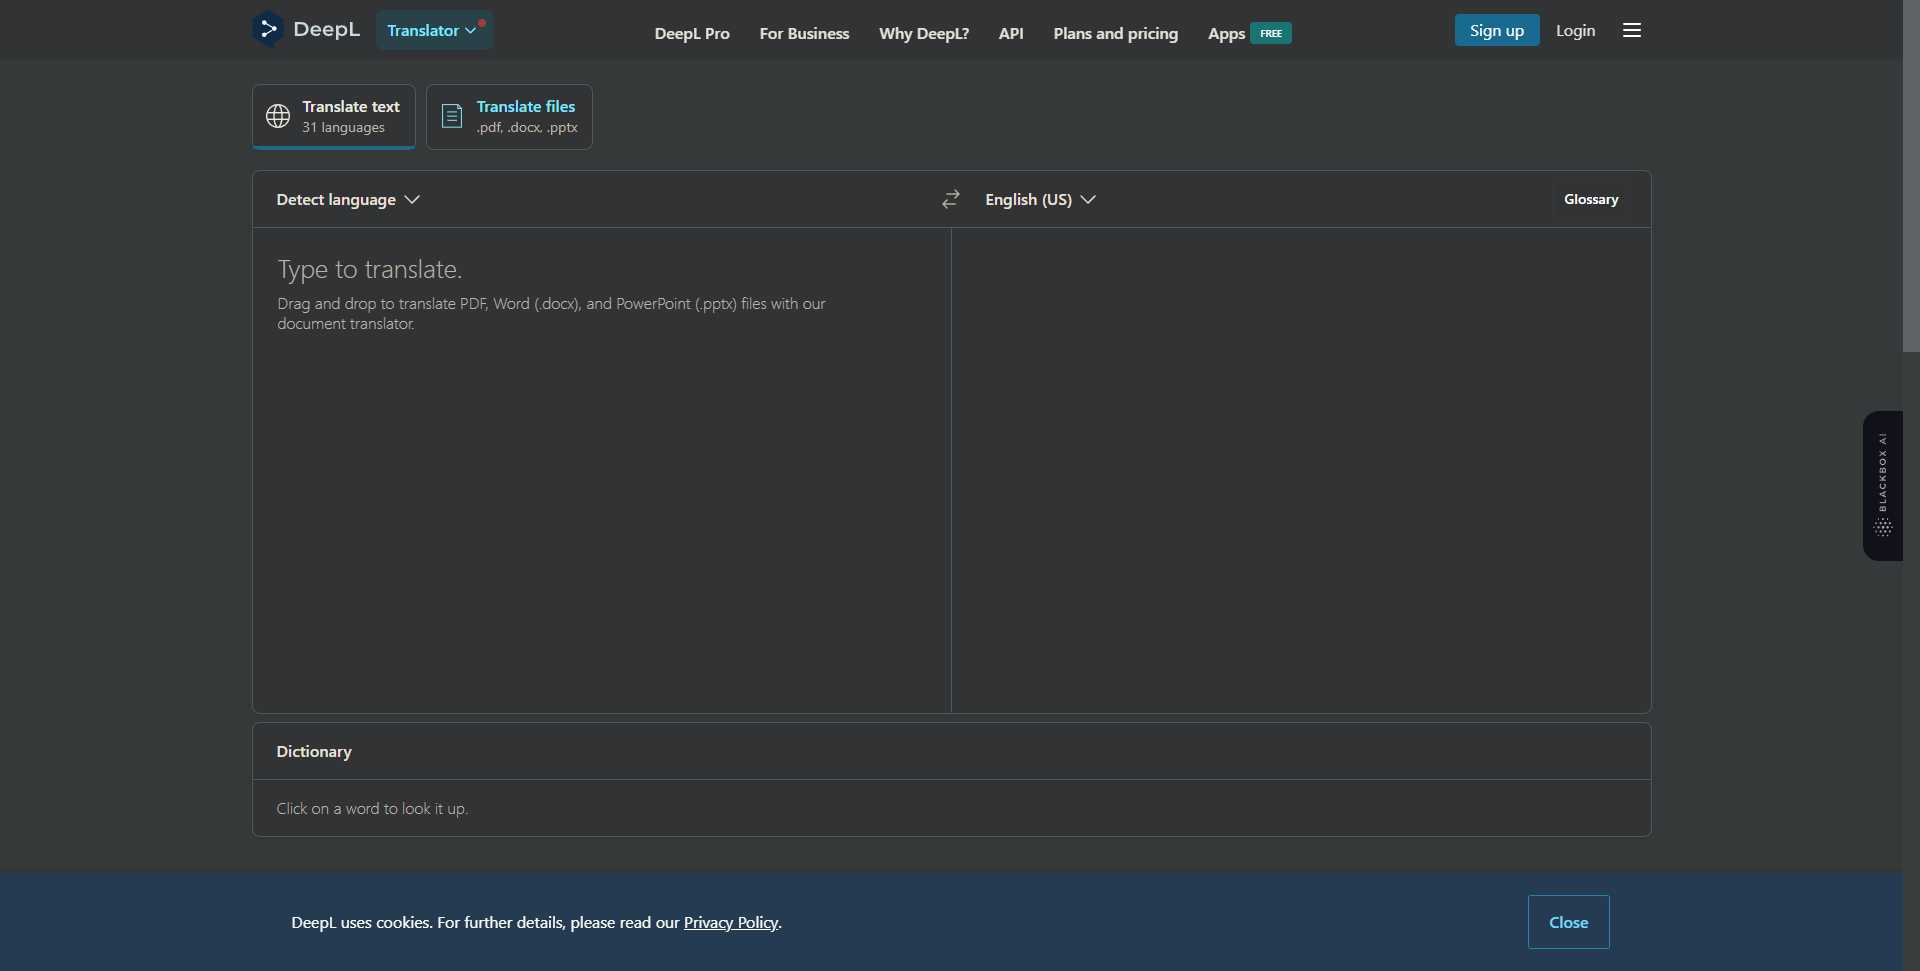 DeepL
Translator
DeepL Pro
For Business
Why DeepL?
API
Plans and pricing
Apps FREE
Sign up
Login
Translate text
31 languages
Translate files
.pdf, .docx, .pptx
Detect language
English (US)
Glossary
Type to translate.
Drag and drop to translate PDF, Word (.docx), and PowerPoint (.pptx) files with our
document translator.
BLACKBOX AI
Dictionary
Click on a word to look it up.
DeepL uses cookies. For further details, please read our Privacy Policy.
Close